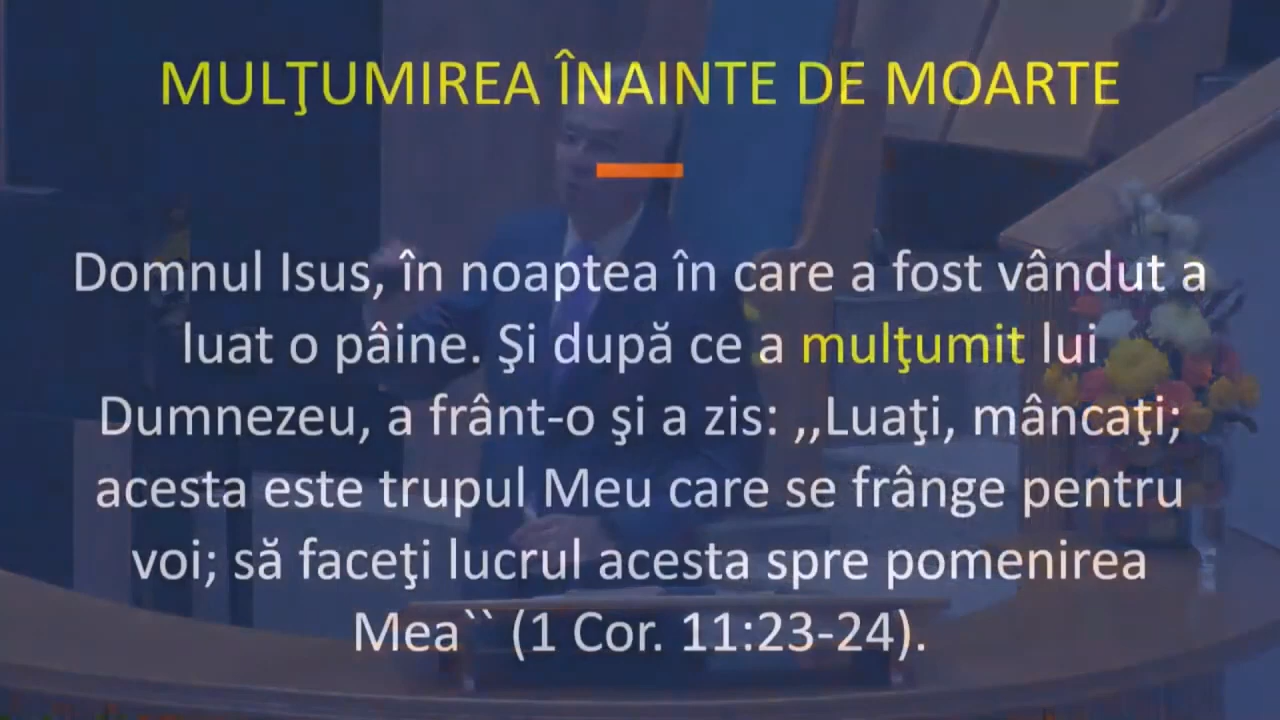 MULŢUMIREA ÎNAINTE DE MOARTE
Domnul Isus, în noaptea în care a fost vândut a
luat o pâine. Şi după ce a mulţumit lui
Dumnezeu, a frânt-o şi a zis: ,,Luaţi, mâncaţi;
acesta este trupul Meu care se frânge pentru
voi; să faceţi lucrul acesta spre pomenirea
Mea`` (1 Cor. 11:23-24).